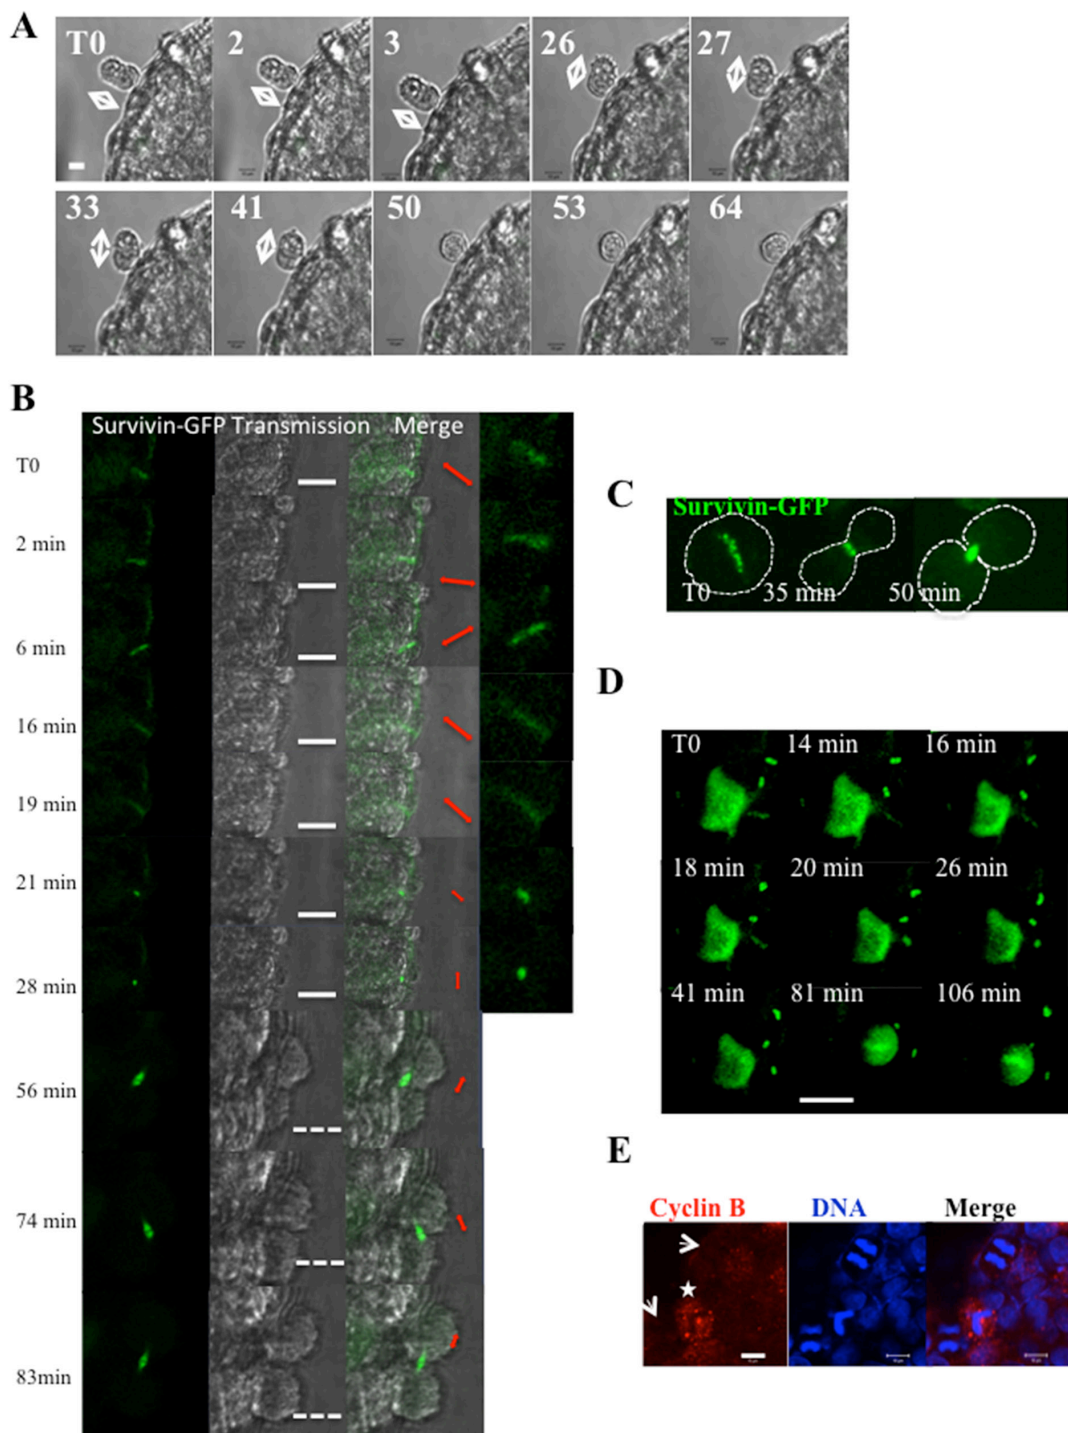 A
T0 2 3 26 27
33 41 50 53 64
B
Survivin-GFP Transmission Merge
T0
2 min
6 min
16 min
19 min
21 min
28 min
56 min
74 min
83min
C
Survivin-GFP
T0 35 min 50 min
D
T0 14 min 16 min
18 min 20 min 26 min
41 min 81 min 106 min
E
Cyclin B DNA Merge